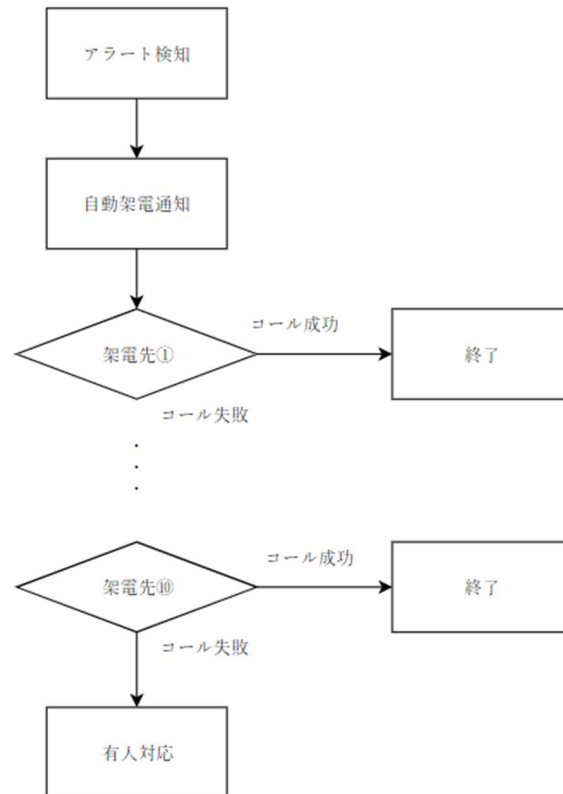 アラート検知
自動架電通知
コール成功
架電先①
終了
コール失敗
コール成功
架電先⑩
終了
コール失敗
有人対応